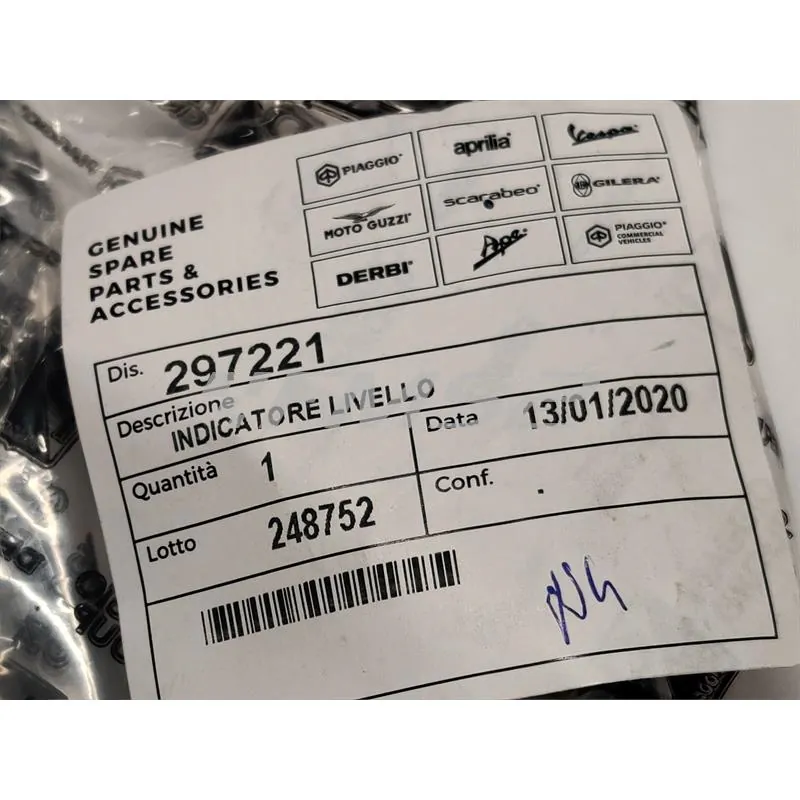 GENUINE
SPARE
PARTS &
ACCESSORIES
PIAGGIO
aprilia
Vespa
MOTO GUZZI
scarabeo
GILERA
DERBI
Ape
PIAGGIO
COMMERCIAL
VEHICLES
Dis. 297221
Descrizione
INDICATORE LIVELLO
Quantità 1
Data 13/01/2020
Lotto 248752
Conf. .